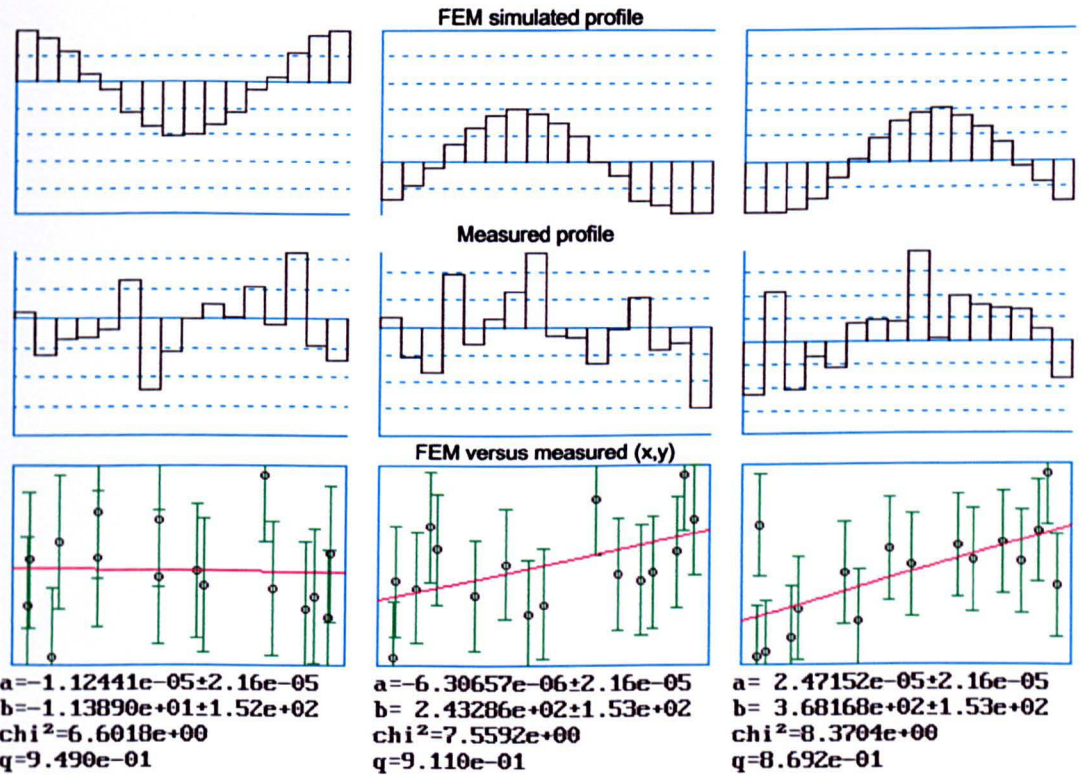 FEM simulated profile
Measured profile
FEM versus measured (x,y)
a=-1.12441e-05±2.16e-05
b=-1.13890e+01±1.52e+02
chi²=6.6018e+00
q=9.490e-01
a=-6.30657e-06±2.16e-05
b= 2.43286e+02±1.53e+02
chi²=7.5592e+00
q=9.110e-01
a= 2.47152e-05±2.16e-05
b= 3.68168e+02±1.53e+02
chi²=8.3704e+00
q=8.692e-01